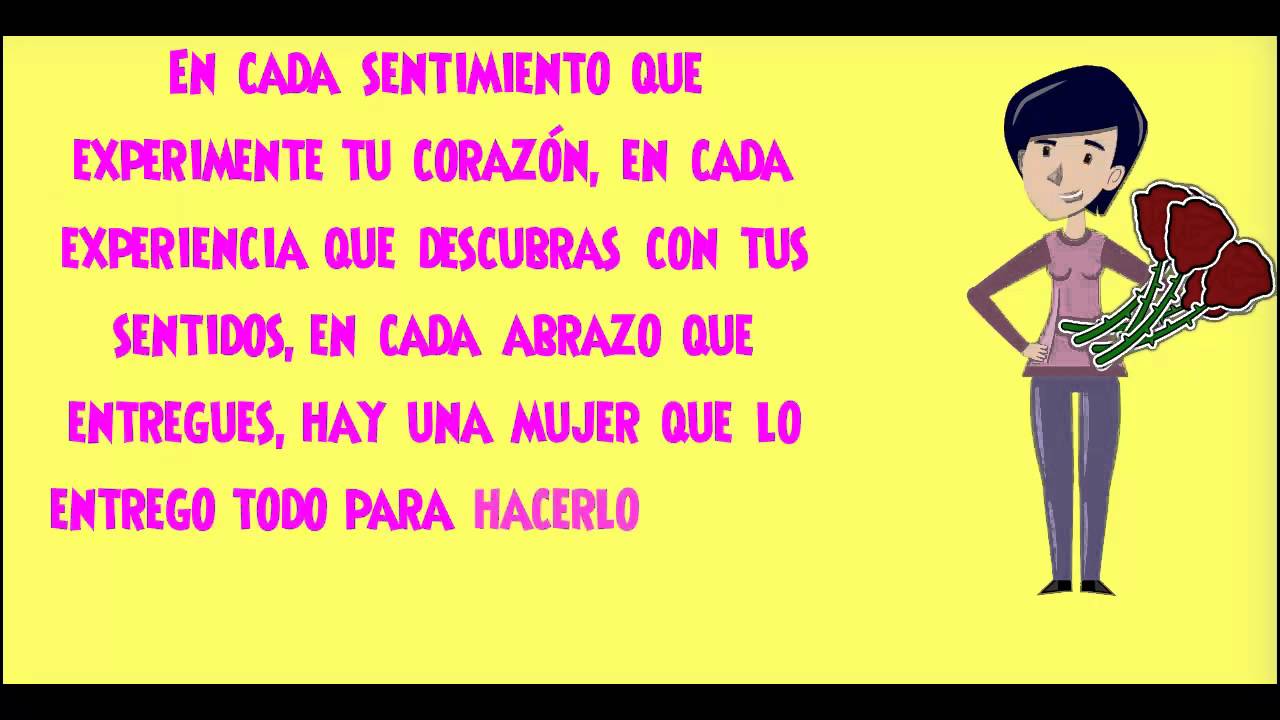 EN CADA SENTIMIENTO QUE
EXPERIMENTE TU CORAZÓN, EN CADA
EXPERIENCIA QUE DESCUBRAS CON TUS
SENTIDOS, EN CADA ABRAZO QUE
ENTREGUES, HAY UNA MUJER QUE LO
ENTREGO TODO PARA HACERLO